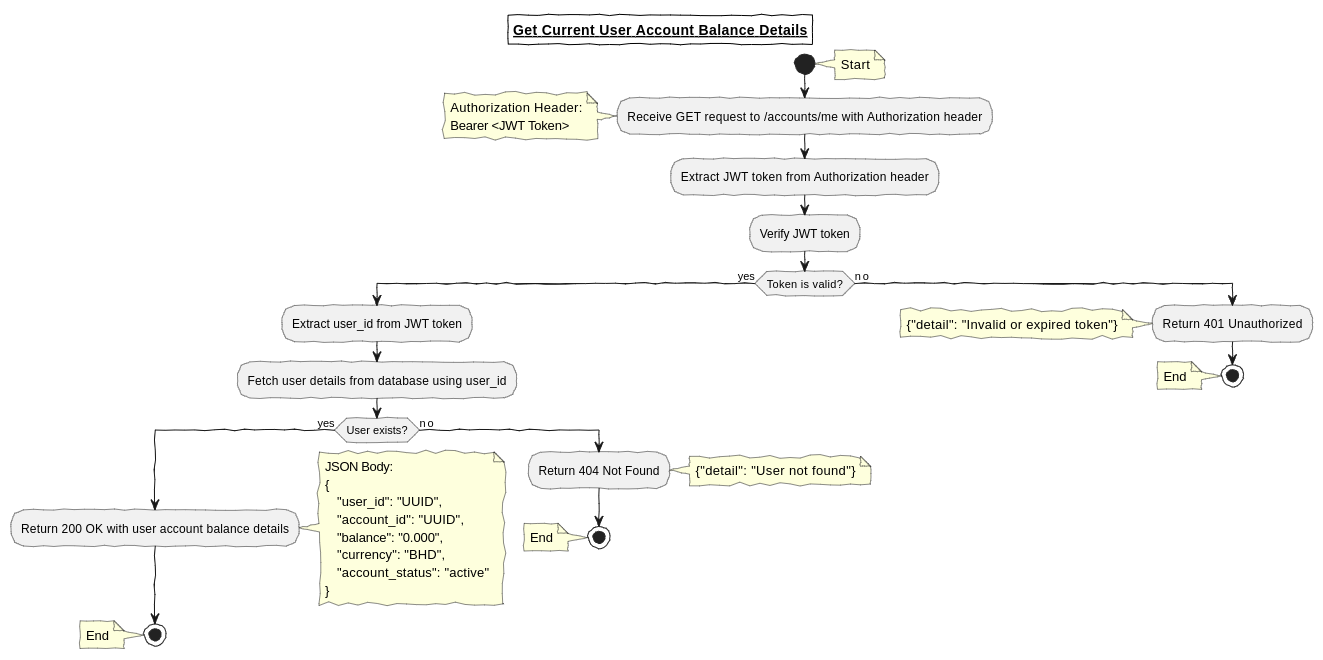 Get Current User Account Balance Details
Start
Authorization Header:
Bearer <JWT Token>
Receive GET request to /accounts/me with Authorization header
Extract JWT token from Authorization header
Verify JWT token
yes
Token is valid?
no
Extract user_id from JWT token
{"detail": "Invalid or expired token"}
Return 401 Unauthorized
End
Fetch user details from database using user_id
yes
User exists?
no
JSON Body:
{
"user_id": "UUID",
"account_id": "UUID",
"balance": "0.000",
"currency": "BHD",
"account_status": "active"
}
Return 404 Not Found
{"detail": "User not found"}
Return 200 OK with user account balance details
End
End